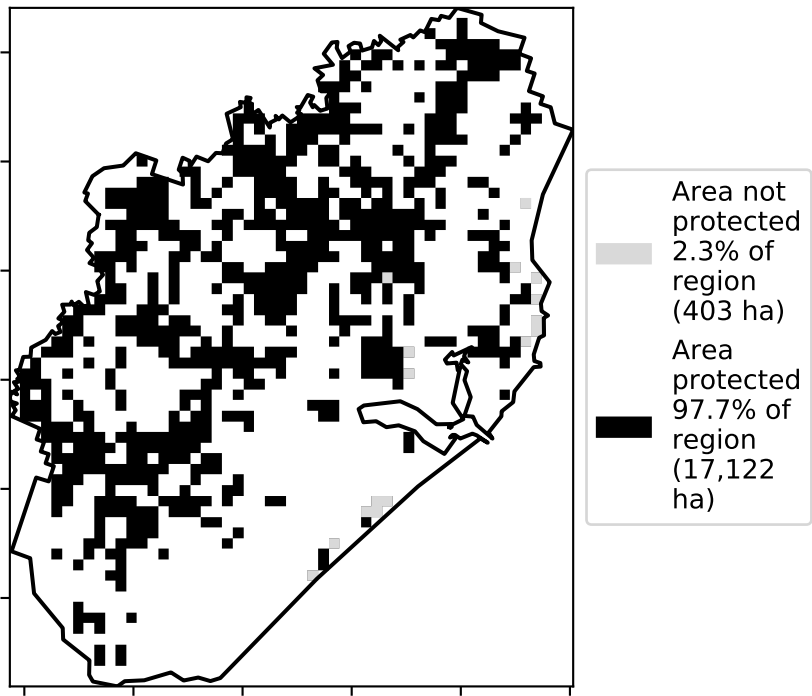 Area not
protected
2.3% of
region
(403 ha)
Area
protected
97.7% of
region
(17,122
ha)